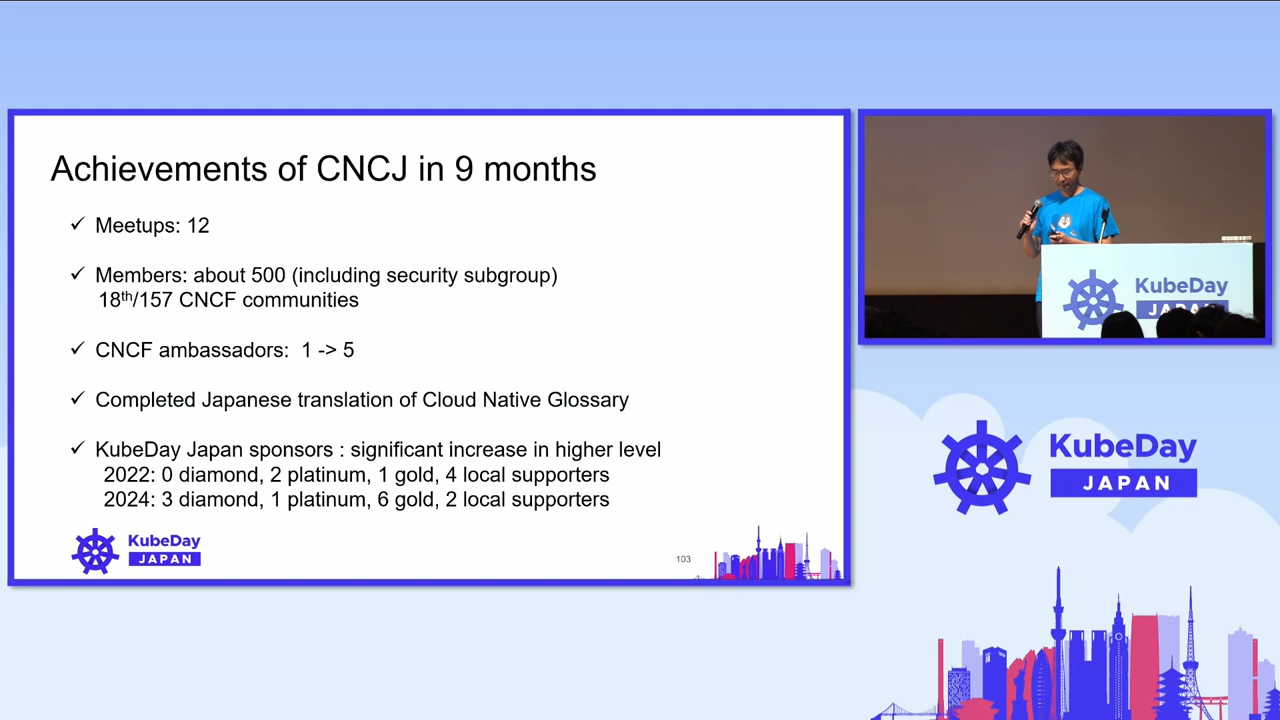 Achievements of CNCJ in 9 months
✓ Meetups: 12
✓ Members: about 500 (including security subgroup)
18th/157 CNCF communities
✓ CNCF ambassadors: 1 -> 5
✓ Completed Japanese translation of Cloud Native Glossary
✓ KubeDay Japan sponsors : significant increase in higher level
2022: 0 diamond, 2 platinum, 1 gold, 4 local supporters
2024: 3 diamond, 1 platinum, 6 gold, 2 local supporters
KubeDay
JAPAN
103
KubeDay
JAPAN
KubeDay
JAPAN